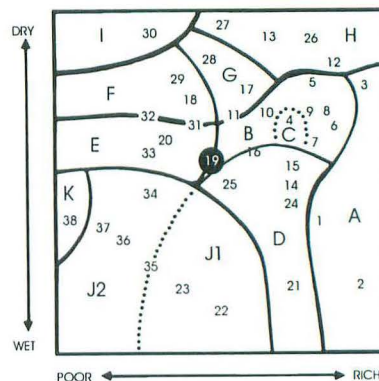 DRY
I 30 27 13 26 H
28 12
29 G 5 3
F 18 17 10 4 9 8
32 31 11 B C 6
E 20 7
33 19 16 15
K 34 25 14
38 37 24 1 A
36 D
35 J1
J2 23 21 2
22
WET
POOR RICH